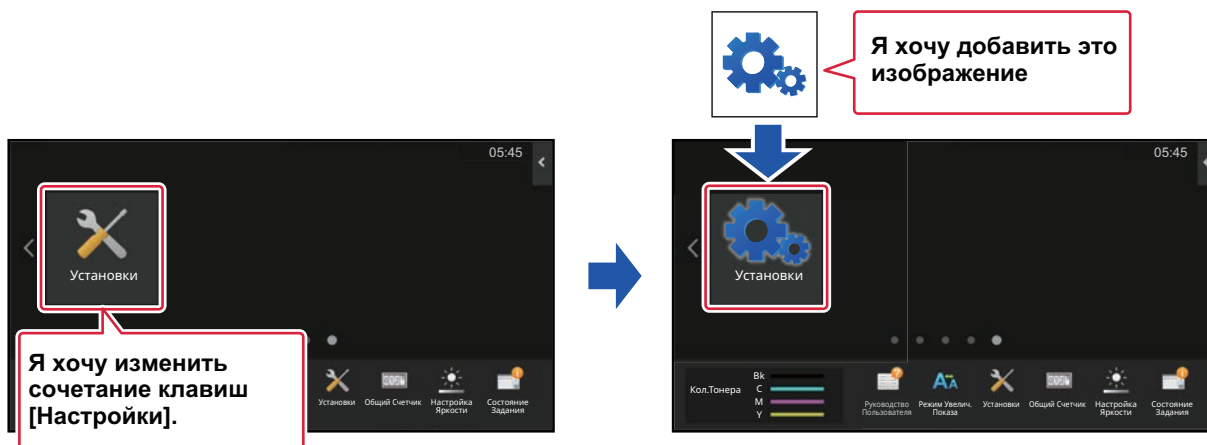 Я хочу добавить это
изображение
05:45
Установки
Я хочу изменить
сочетание клавиш
[Настройки].
Установки
Общий Счетчик
Настройка
Яркости
Состояние
Задания
05:45
Установки
Кол.Тонера
Bk
C
M
Y
Руководство
Пользователя
Режим Увелич.
Показа
Установки
Общий Счетчик
Настройка
Яркости
Состояние
Задания